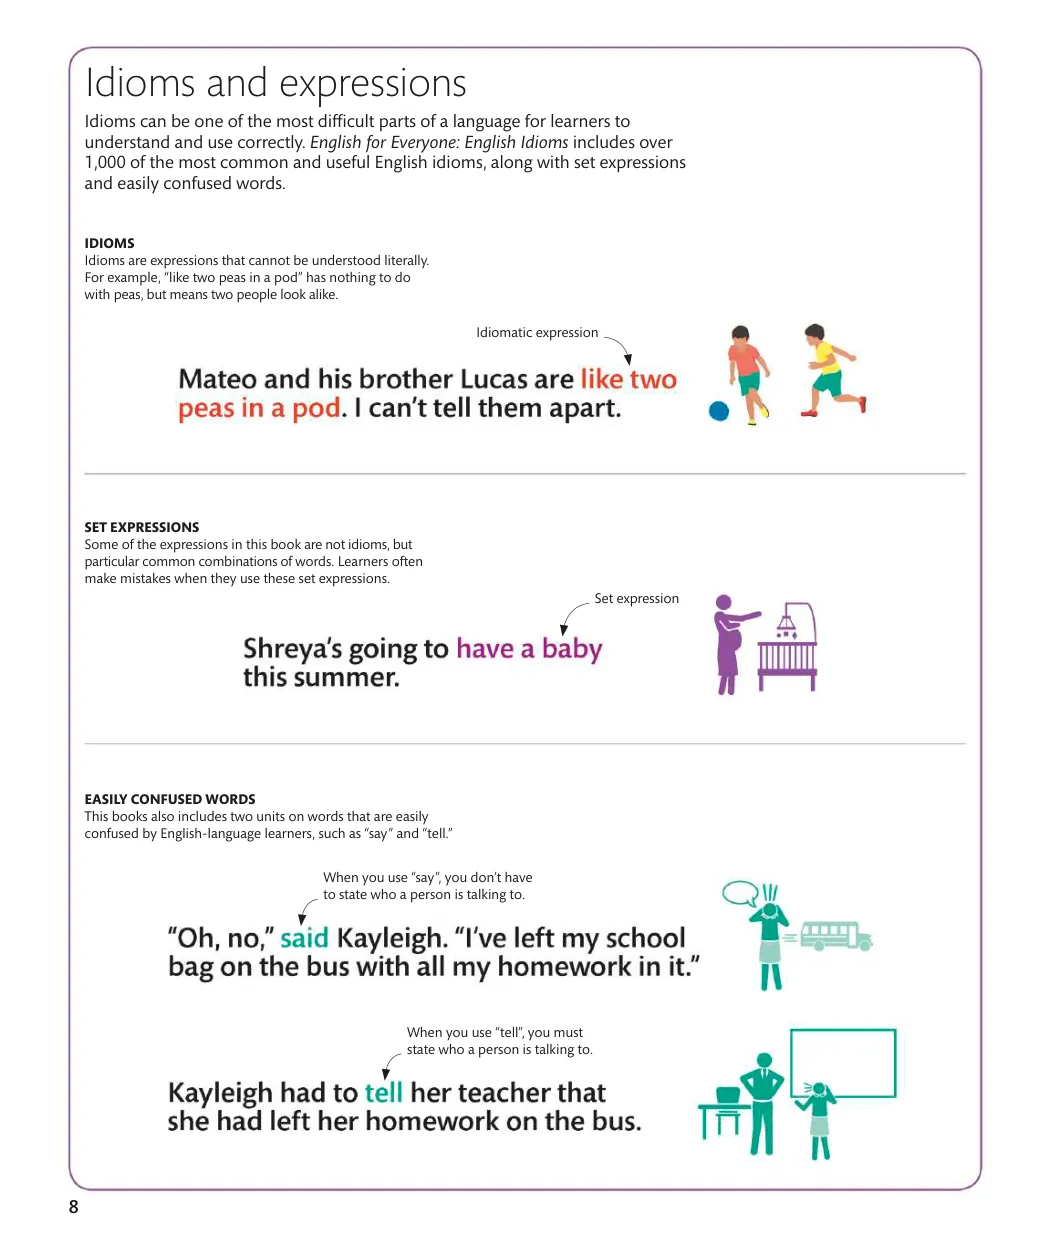 Idioms and expressions
Idioms can be one of the most difficult parts of a language for learners to
understand and use correctly. English for Everyone: English Idioms includes over
1,000 of the most common and useful English idioms, along with set expressions
and easily confused words.
IDIOMS
Idioms are expressions that cannot be understood literally.
For example, “like two peas in a pod” has nothing to do
with peas, but means two people look alike.
Idiomatic expression
Mateo and his brother Lucas are like two
peas in a pod. I can’t tell them apart.
SET EXPRESSIONS
Some of the expressions in this book are not idioms, but
particular common combinations of words. Learners often
make mistakes when they use these set expressions.
Set expression
Shreya’s going to have a baby
this summer.
EASILY CONFUSED WORDS
This books also includes two units on words that are easily
confused by English-language learners, such as “say” and “tell.”
When you use “say”, you don’t have
to state who a person is talking to.
“Oh, no,” said Kayleigh. “I’ve left my school
bag on the bus with all my homework in it.”
When you use “tell”, you must
state who a person is talking to.
Kayleigh had to tell her teacher that
she had left her homework on the bus.
8